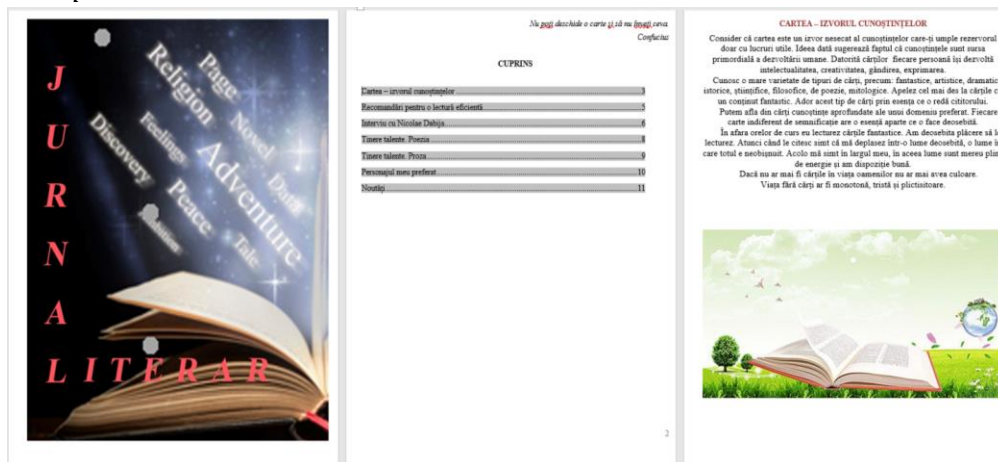 JURNAL
LITERAR
Page
Religion
Novel
Feelings
Discovery
Adventure
Data
Peace
Tale
Ambition
Nu poți deschide o carte și să nu înveți ceva.
Confucius
CUPRINS
Cartea – izvorul cunoștințelor 3
Recomandări pentru o lectură eficientă 5
Interviu cu Nicolae Dabija 6
Tinere talente. Poezia 8
Tinere talente. Proza 9
Personajul meu preferat 10
Noutăți 11
2
CARTEA – IZVORUL CUNOȘTINȚELOR
Consider că cartea este un izvor nesecat al cunoștințelor care-ți umple rezervorul
doar cu lucruri utile. Ideea dată sugerează faptul că cunoștințele sunt sursa
primordială a dezvoltării umane. Datorită cărților fiecare persoană își dezvoltă
intelectualitatea, creativitatea, gândirea, exprimarea.
Cunosc o mare varietate de tipuri de cărți, precum: fantastice, artistice, dramatic
istorice, științifice, filosofice, de poezie, mitologice. Apelez cel mai des la cărțile c
un conținut fantastic. Ador acest tip de cărți prin esența ce o redă cititorului.
Putem afla din cărți cunoștințe aprofundate ale unui domeniu preferat. Fiecare
carte indiferent de semnificație are o esență aparte ce o face deosebită.
În afara orelor de curs eu lecturez cărțile fantastice. Am deosebita plăcere să l
lecturez. Atunci când le citesc simt că mă deplasez într-o lume deosebită, o lume î
care totul e neobișnuit. Acolo mă simt în largul meu, în aceea lume sunt mereu plin
de energie și am dispoziție bună.
Dacă nu ar mai fi cărțile în viața oamenilor nu ar mai avea culoare.
Viața fără cărți ar fi monotonă, tristă și plictisitoare.